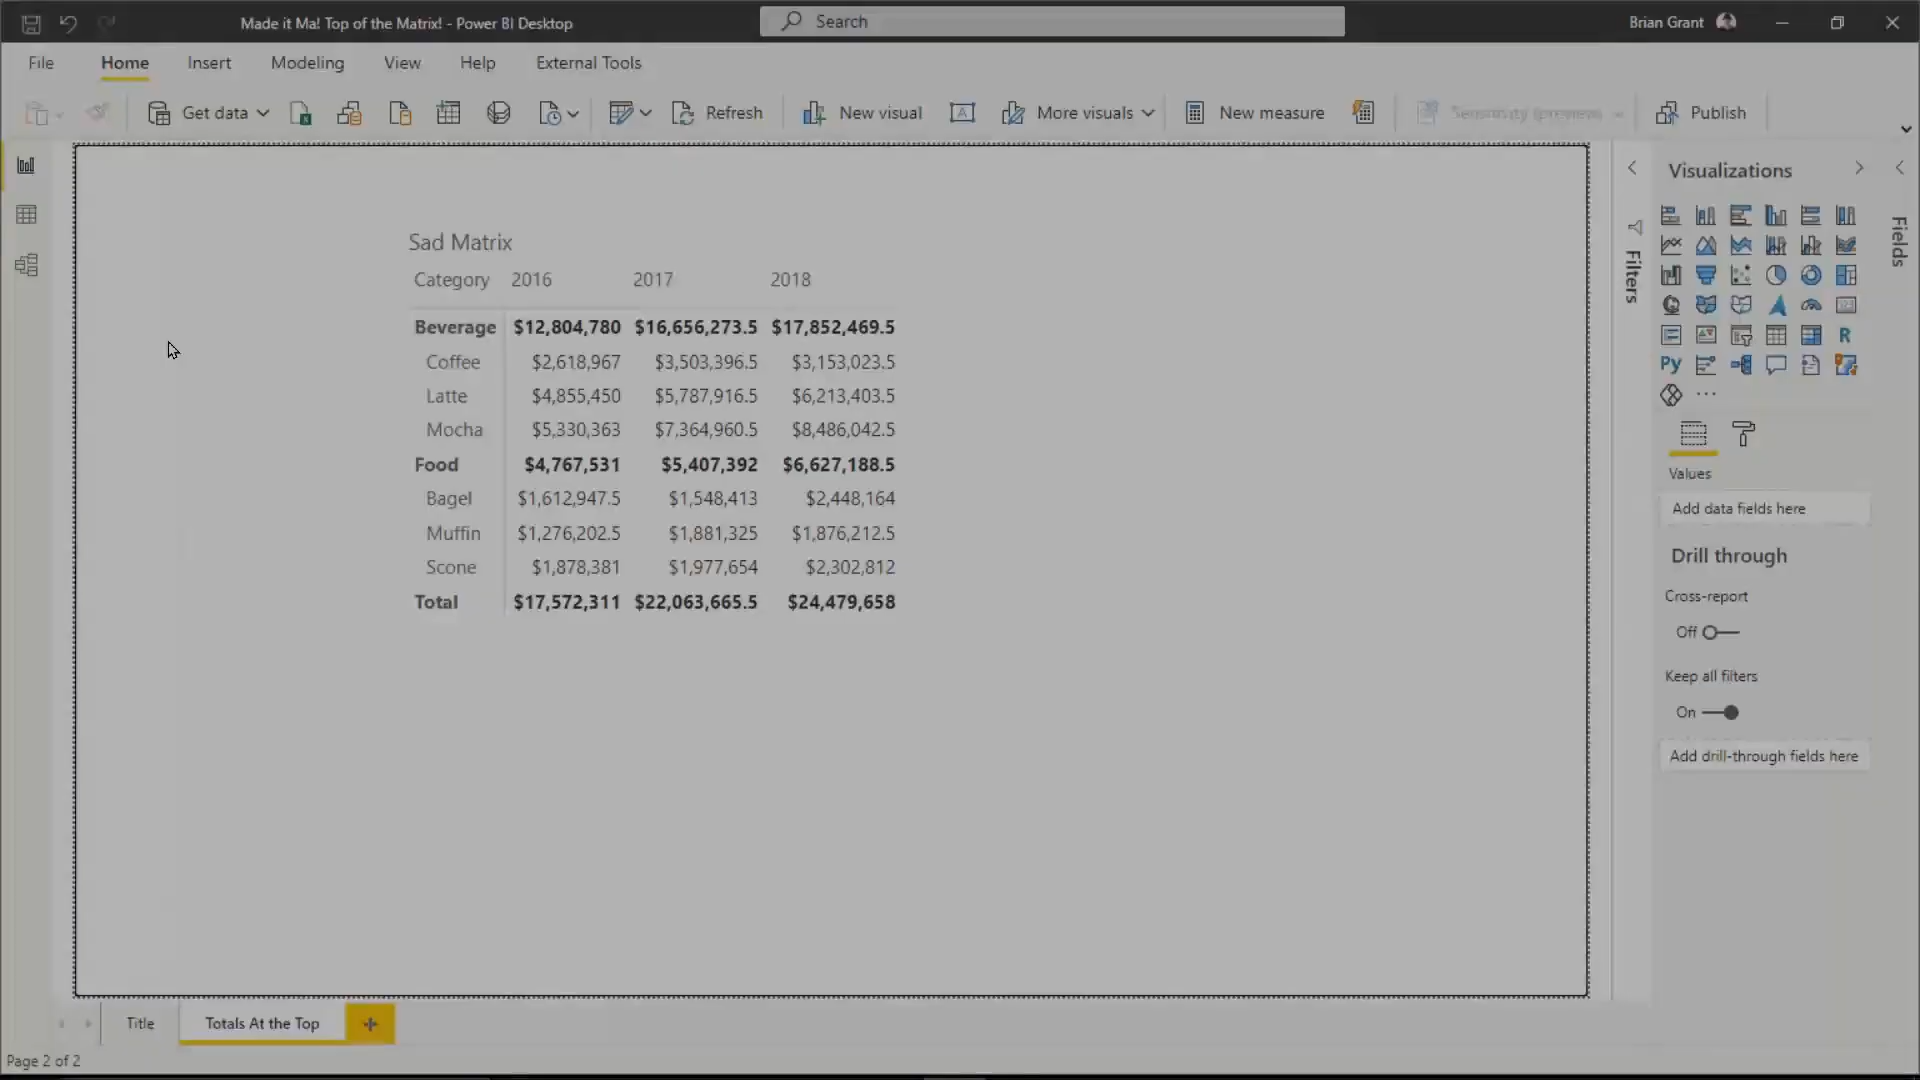 Made it Ma! Top of the Matrix! - Power BI Desktop
Search
Brian Grant
File Home Insert Modeling View Help External Tools
Get data Refresh New visual More visuals New measure Sensitivity (preview) Publish
Sad Matrix
Category 2016 2017 2018
Beverage $12,804,780 $16,656,273.5 $17,852,469.5
Coffee $2,618,967 $3,503,396.5 $3,153,023.5
Latte $4,855,450 $5,787,916.5 $6,213,403.5
Mocha $5,330,363 $7,364,960.5 $8,486,042.5
Food $4,767,531 $5,407,392 $6,627,188.5
Bagel $1,612,947.5 $1,548,413 $2,448,164
Muffin $1,276,202.5 $1,881,325 $1,876,212.5
Scone $1,878,381 $1,977,654 $2,302,812
Total $17,572,311 $22,063,665.5 $24,479,658
Filters
Visualizations
R
Py
Values
Add data fields here
Drill through
Cross-report
Off
Keep all filters
On
Add drill-through fields here
Fields
Title Totals At the Top
Page 2 of 2